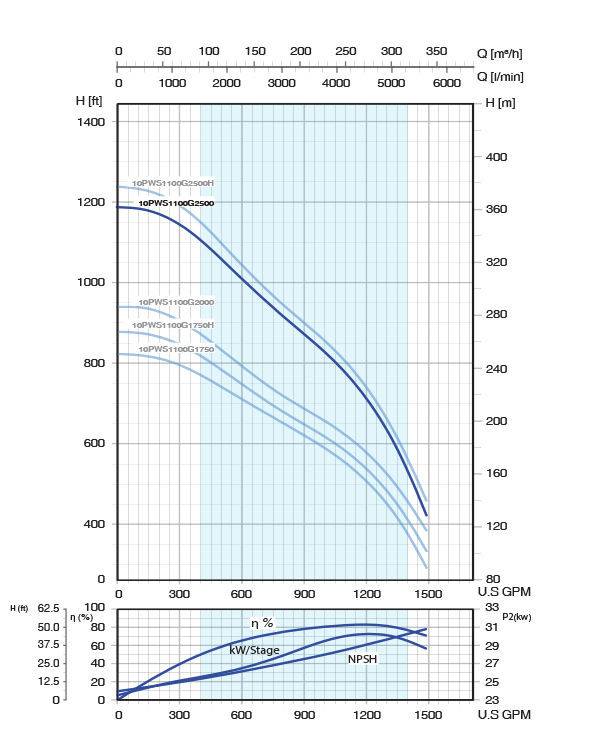 0 50 100 150 200 250 300 350 Q [m³/h]
0 1000 2000 3000 4000 5000 6000 Q [l/min]
H [ft] H [m]
1400
400
10PWS1100G2500H
1200 10PWS1100G2500 360
320
1000
10PWS1100G2000 280
10PWS1100G1750H
10PWS1100G1750
800 240
200
600
160
400 120
0 80
0 300 600 900 1200 1500 U.S GPM
H (ft) 62.5 η (%) 100 33 P2(kw)
50.0 80 η % 31
37.5 60 kW/Stage 29
25.0 40 NPSH 27
12.5 20 25
0 0 23
0 300 600 900 1200 1500 U.S GPM